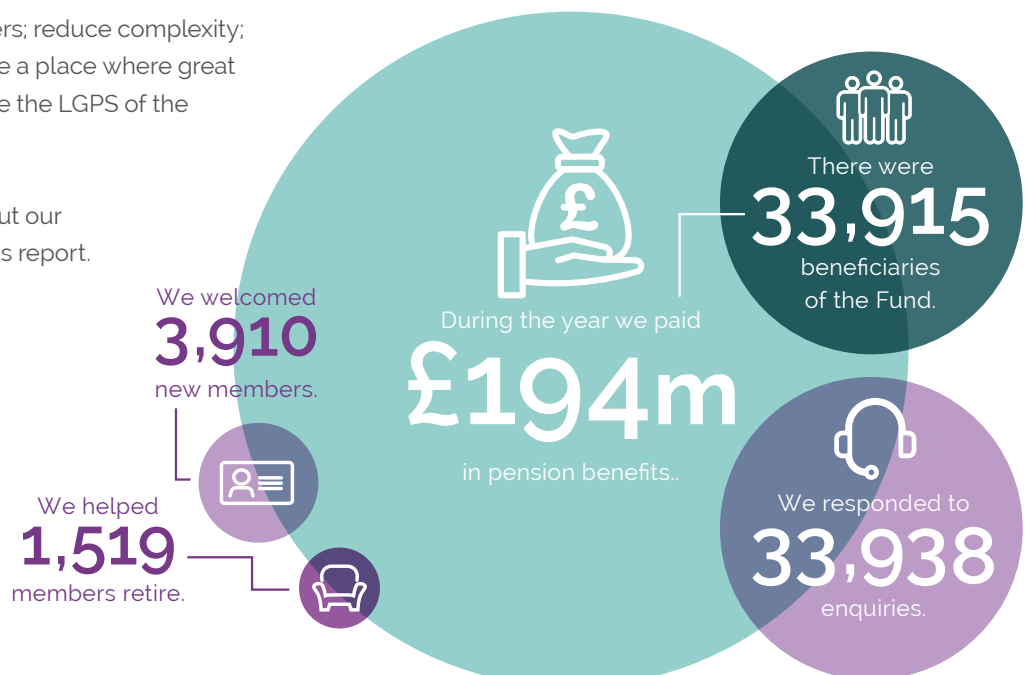 ers; reduce complexity;
e a place where great
e the LGPS of the
ut our
s report.
We welcomed
3,910
new members.
We helped
1,519
members retire.
£
During the year we paid
£194m
in pension benefits..
There were
33,915
beneficiaries
of the Fund.
We responded to
33,938
enquiries.